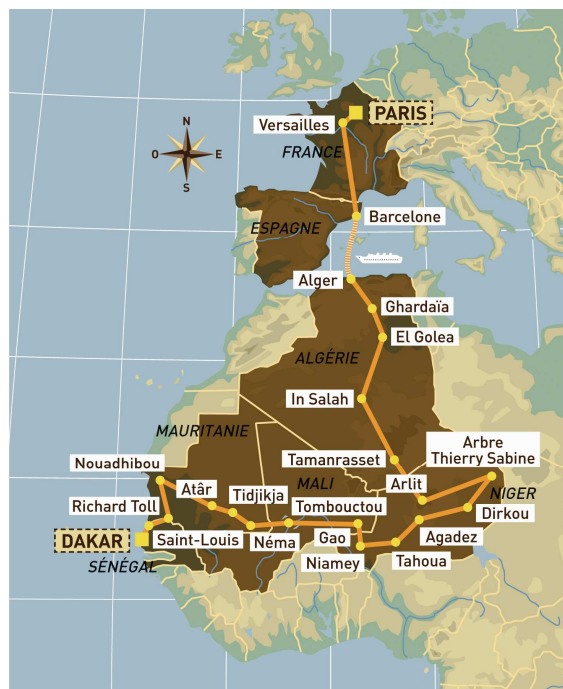 PARIS
Versailles
FRANCE
N
O
E
S
Barcelone
ESPAGNE
Alger
Ghardaïa
El Golea
ALGÉRIE
In Salah
MAURITANIE
Arbre
Thierry Sabine
Tamanrasset
Nouadhibou
MALI
Arlit
NIGER
Atâr
Tidjikja
Tombouctou
Richard Toll
Dirkou
Agadez
DAKAR
Saint-Louis
Néma
Gao
Niamey
Tahoua
SÉNÉGAL